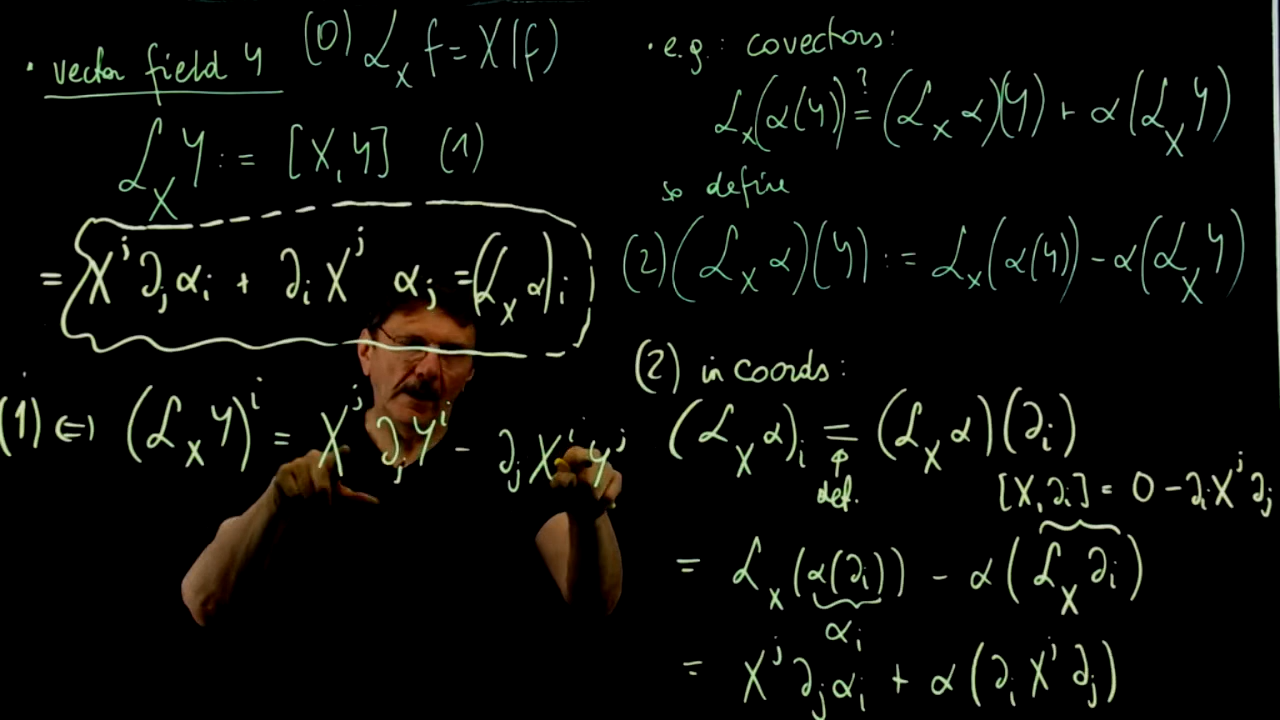 • vector field Y (0) ℒ_X f = X(f)
ℒ_X Y := [X, Y] (1)
= X^j ∂_j α_i + ∂_i X^j α_j = (ℒ_X α)_i
(1) ⇔ (ℒ_X Y)^i = X^j ∂_j Y^i - ∂_j X^i Y^j
• e.g.: covectors:
ℒ_X(α(Y)) ≟ (ℒ_X α)(Y) + α(ℒ_X Y)
so define
(2) (ℒ_X α)(Y) := ℒ_X(α(Y)) - α(ℒ_X Y)
(2) in coords:
(ℒ_X α)_i = (ℒ_X α)(∂_i)
↑
def.
[X, ∂_i] = 0 - ∂_i X^j ∂_j
= ℒ_X(α(∂_i)) - α(ℒ_X ∂_i)
α_i
= X^j ∂_j α_i + α(∂_i X^j ∂_j)